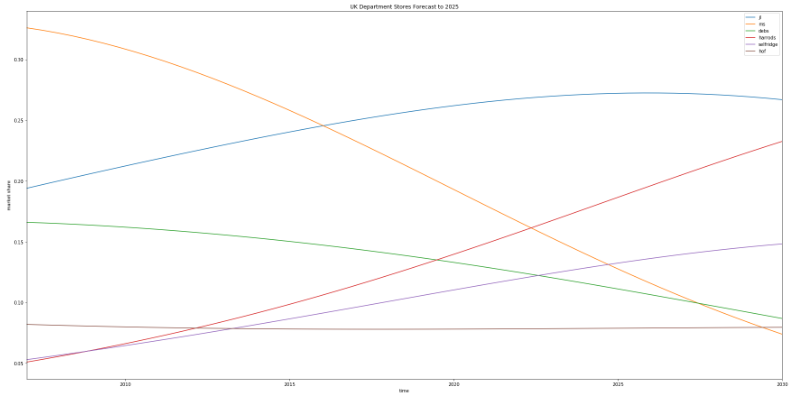 UK Department Stores Forecast to 2025
jl
ms
debs
harrods
selfridge
hof
market share
0.30
0.25
0.20
0.15
0.10
0.05
2010
2015
2020
2025
2030
time